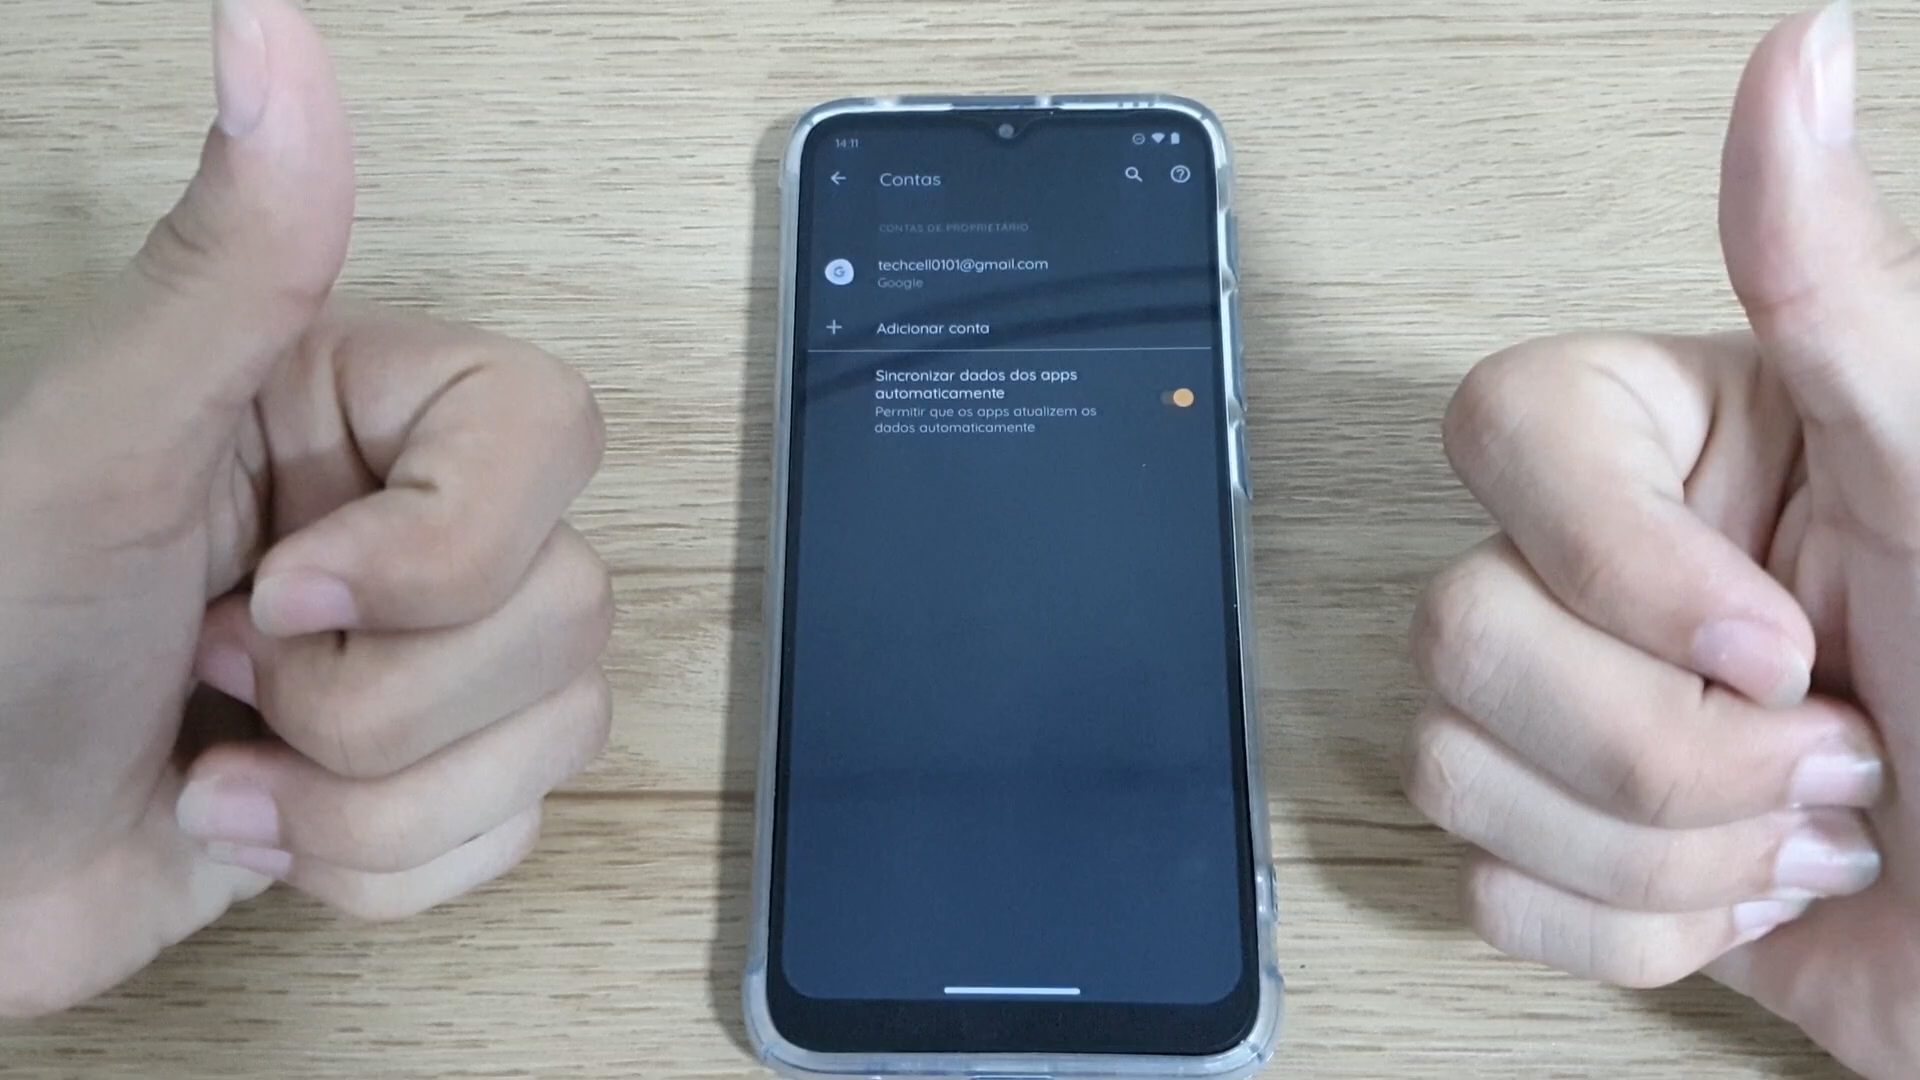 14:11
Contas
CONTAS DE PROPRIETÁRIO
G
techcell0101@gmail.com
Google
Adicionar conta
Sincronizar dados dos apps
automaticamente
Permitir que os apps atualizem os
dados automaticamente